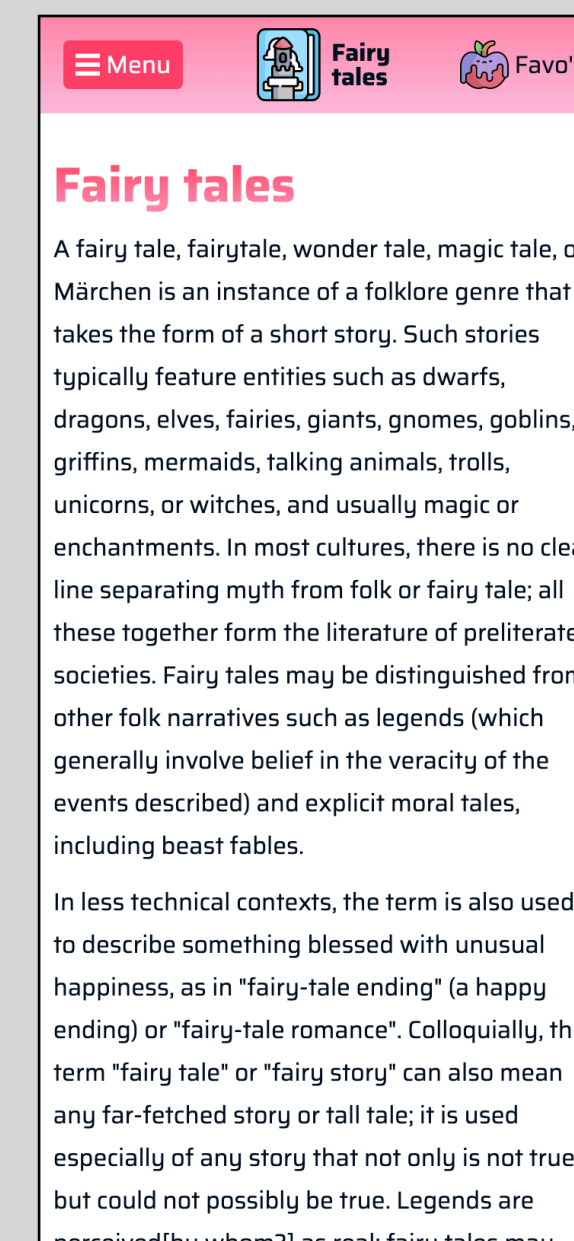 Menu
Fairy
tales
Favo'
Fairy tales
A fairy tale, fairytale, wonder tale, magic tale, o
Märchen is an instance of a folklore genre that
takes the form of a short story. Such stories
typically feature entities such as dwarfs,
dragons, elves, fairies, giants, gnomes, goblins,
griffins, mermaids, talking animals, trolls,
unicorns, or witches, and usually magic or
enchantments. In most cultures, there is no clea
line separating myth from folk or fairy tale; all
these together form the literature of preliterate
societies. Fairy tales may be distinguished from
other folk narratives such as legends (which
generally involve belief in the veracity of the
events described) and explicit moral tales,
including beast fables.
In less technical contexts, the term is also used
to describe something blessed with unusual
happiness, as in "fairy-tale ending" (a happy
ending) or "fairy-tale romance". Colloquially, th
term "fairy tale" or "fairy story" can also mean
any far-fetched story or tall tale; it is used
especially of any story that not only is not true
but could not possibly be true. Legends are
perceived[by whom?] as real; fairy tales may